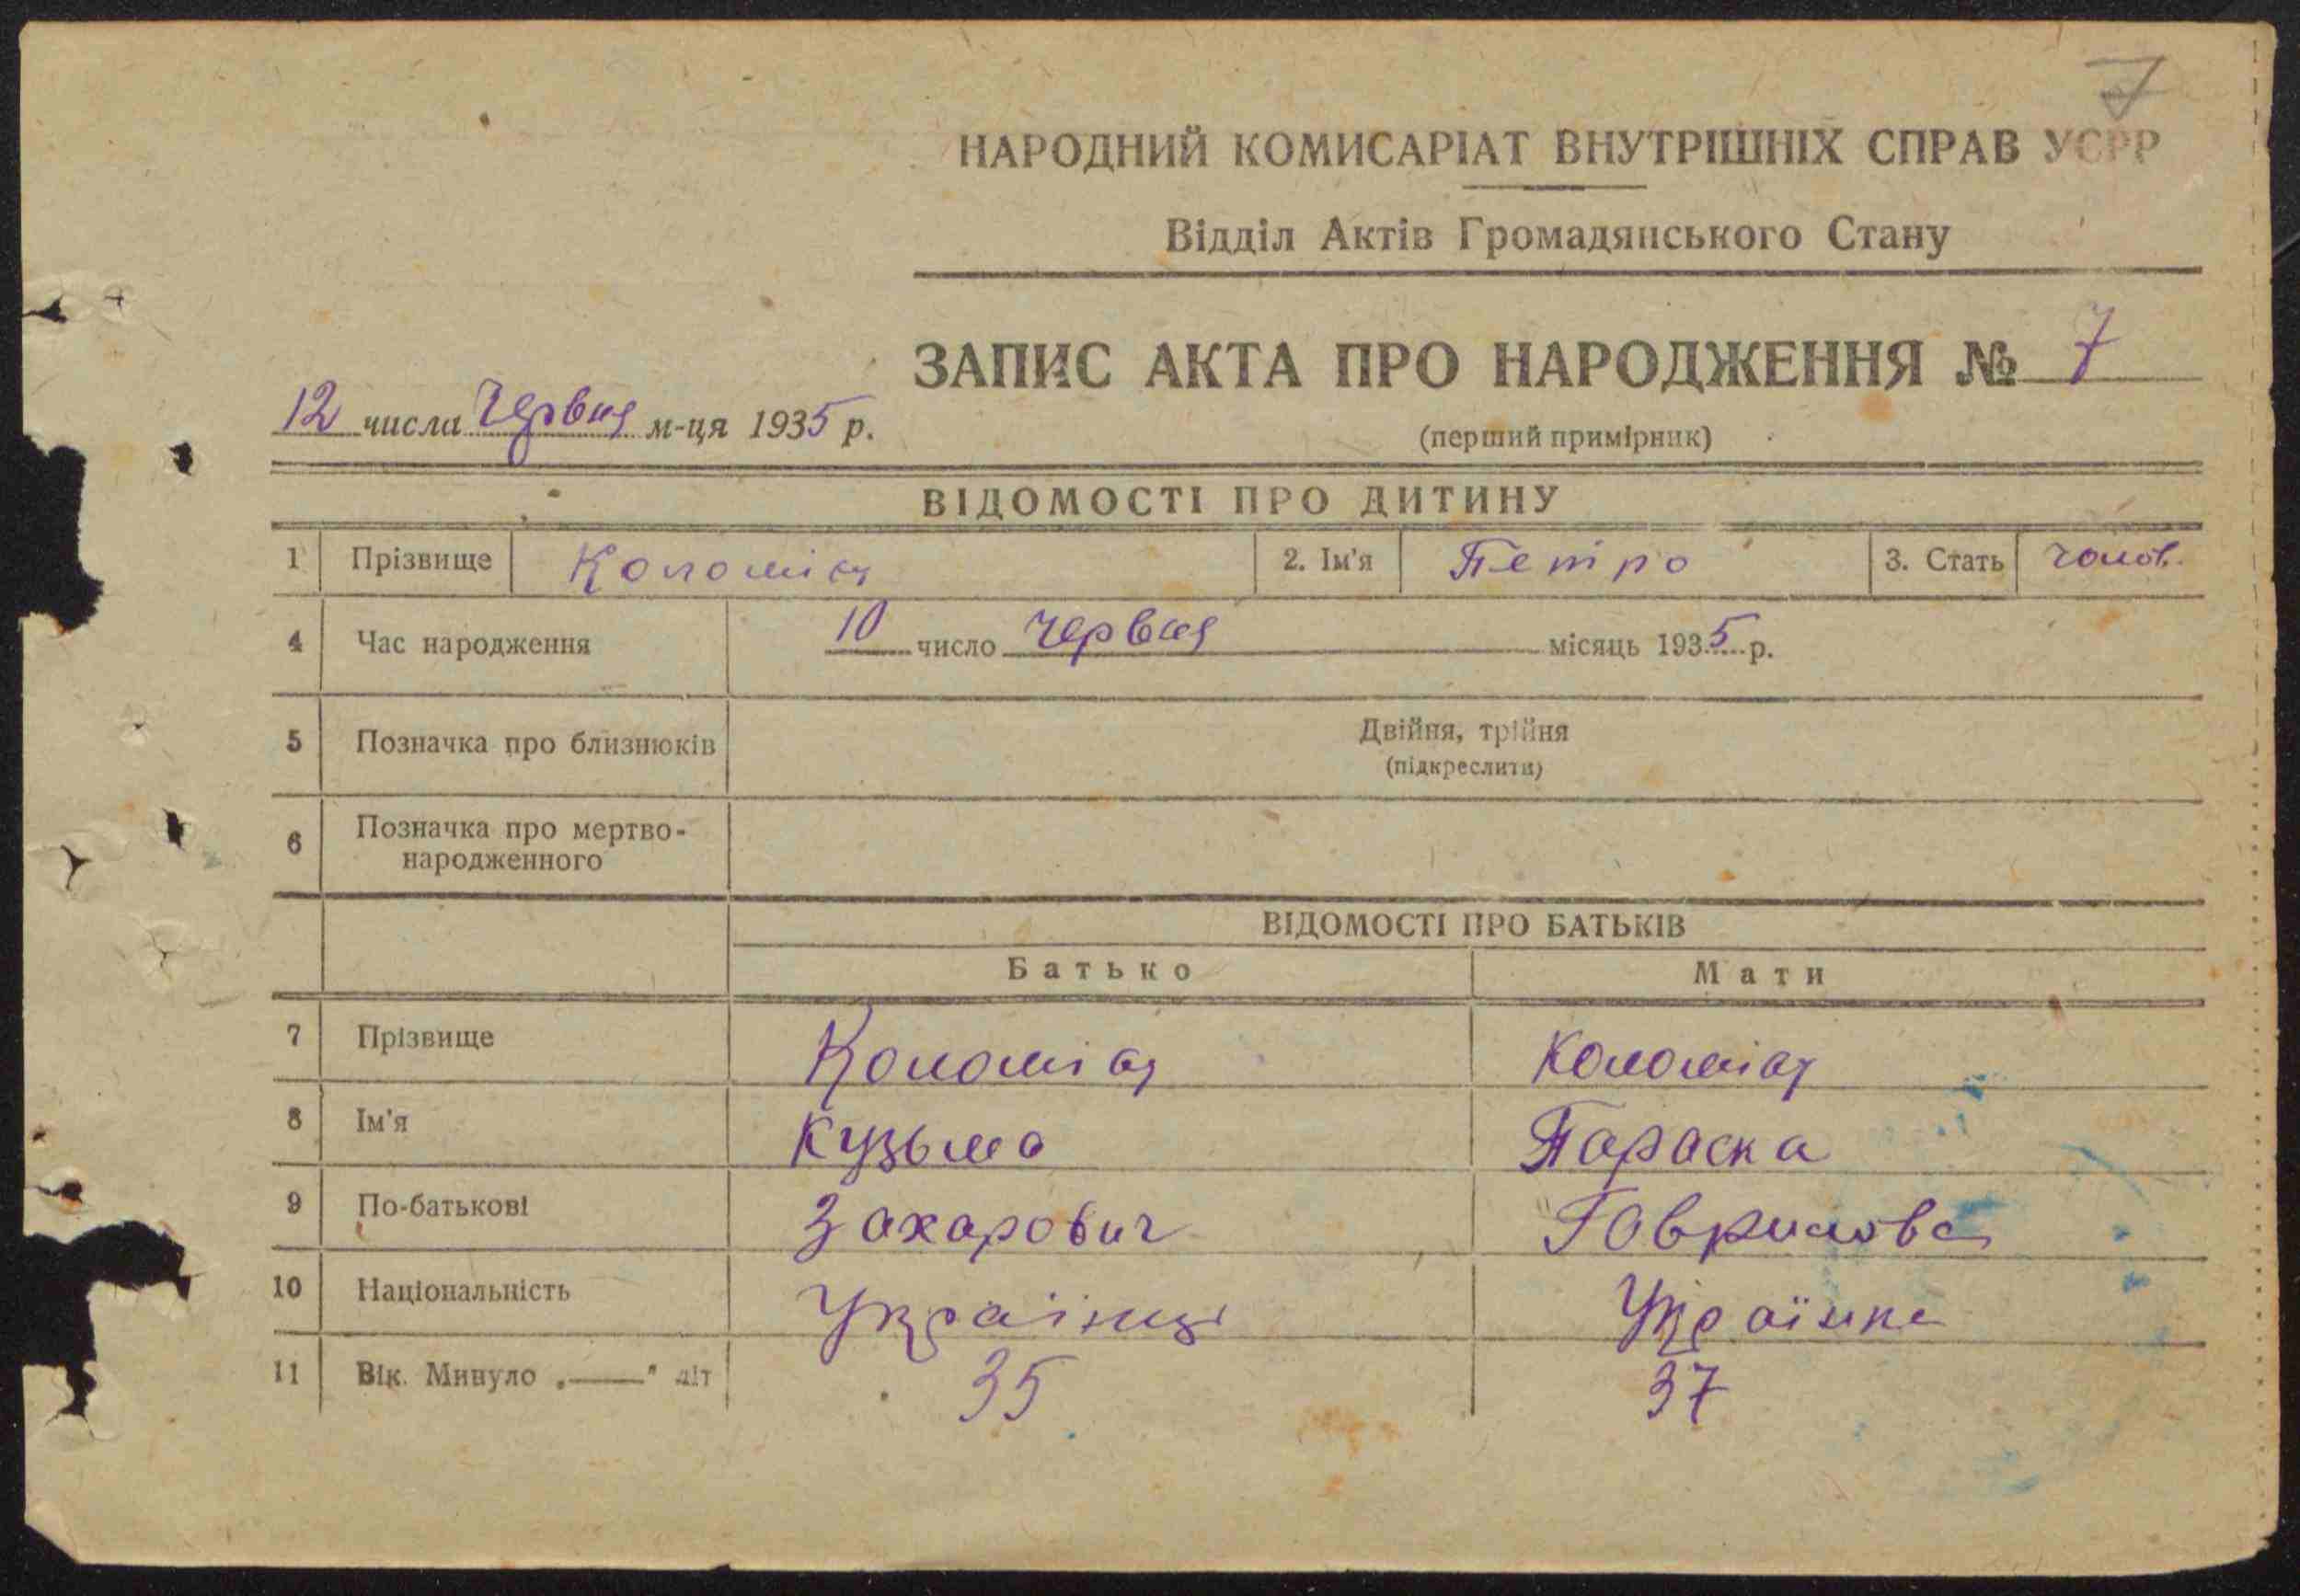 7
НАРОДНИЙ КОМИСАРІАТ ВНУТРІШНІХ СПРАВ УСРР
Відділ Актів Громадянського Стану
ЗАПИС АКТА ПРО НАРОДЖЕННЯ № 7
12 числа Червня м-ця 1935 р.
(перший примірник)
ВІДОМОСТІ ПРО ДИТИНУ
1 Прізвище Коломієц 2. Ім'я Петро 3. Стать чолов.
4 Час народження 10 число Червня місяць 1935 р.
5 Позначка про близнюків Двійня, трійня
(підкреслити)
6 Позначка про мертво-
народженного
ВІДОМОСТІ ПРО БАТЬКІВ
Батько Мати
7 Прізвище Коломієц Коломієц
8 Ім'я Кузьма Параска
9 По-батькові Захарович Гаврилова
10 Національність Українець Українка
11 Вік. Минуло „——" літ 35 37